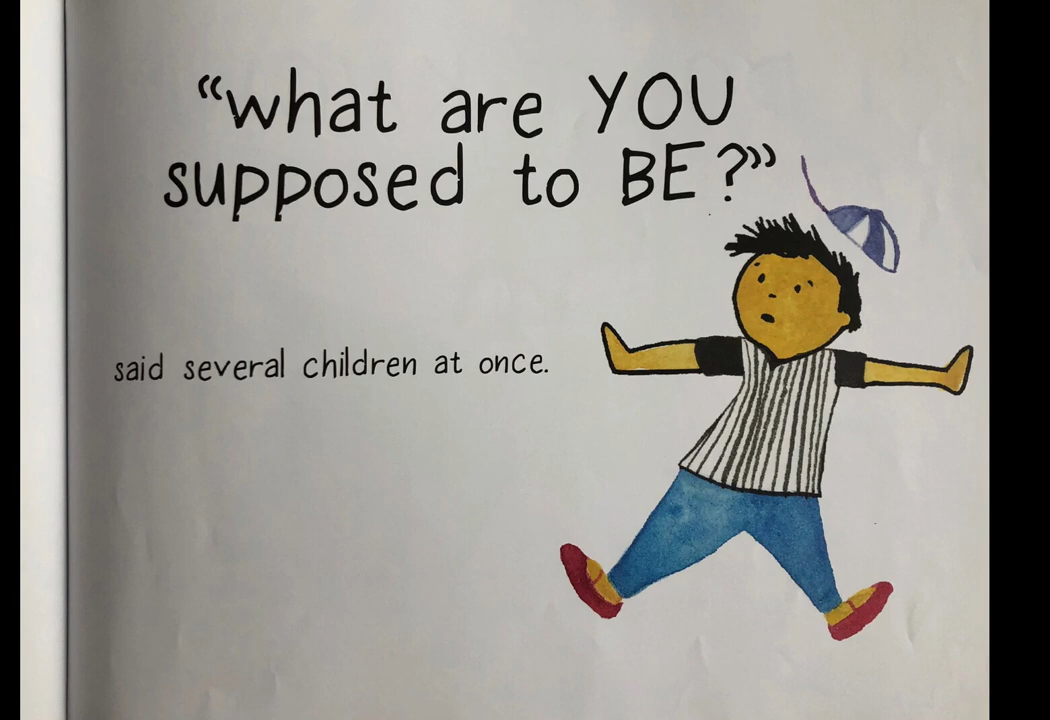 “what are YOU
supposed to BE?”
said several children at once.